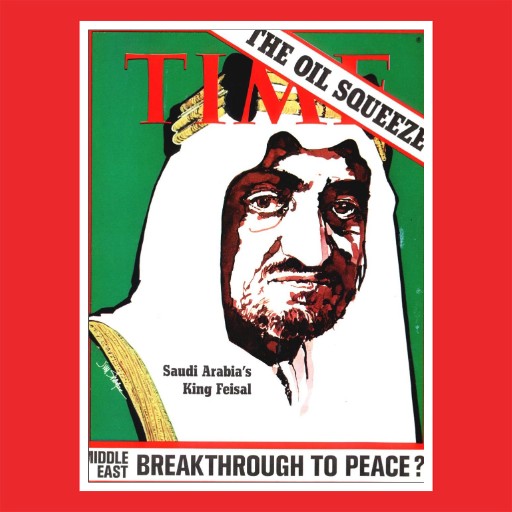 THE OIL SQUEEZE
TIME
Saudi Arabia's
King Feisal
MIDDLE
EAST
BREAKTHROUGH TO PEACE?